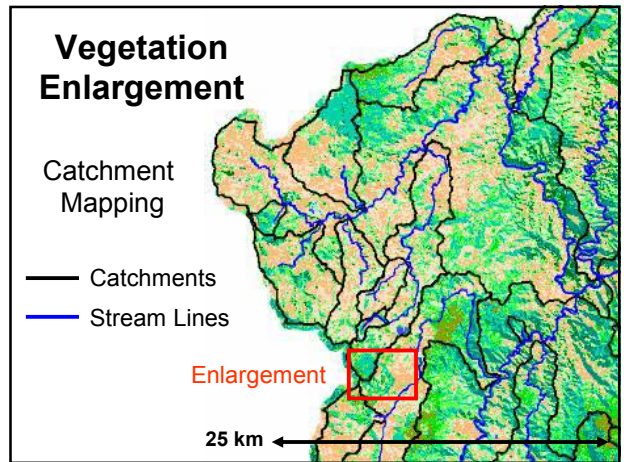 Vegetation
Enlargement
Catchment
Mapping
Catchments
Stream Lines
Enlargement
25 km